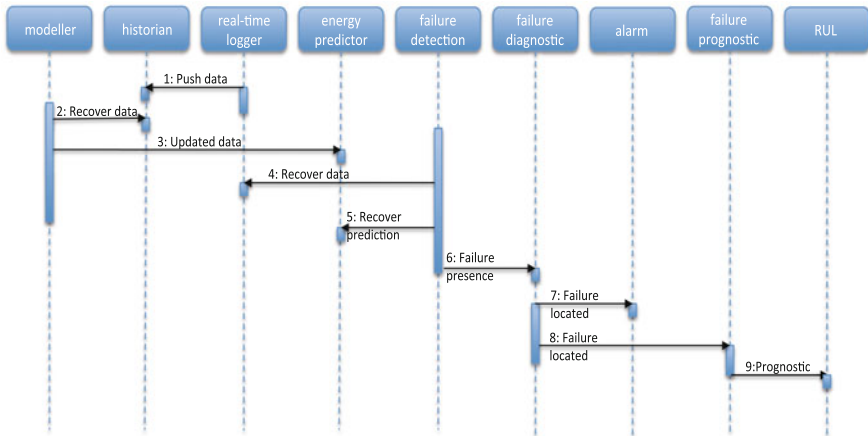 modeller
historian
real-time
logger
energy
predictor
failure
detection
failure
diagnostic
alarm
failure
prognostic
RUL
1: Push data
2: Recover data
3: Updated data
4: Recover data
5: Recover
prediction
6: Failure
presence
7: Failure
located
8: Failure
located
9:Prognostic